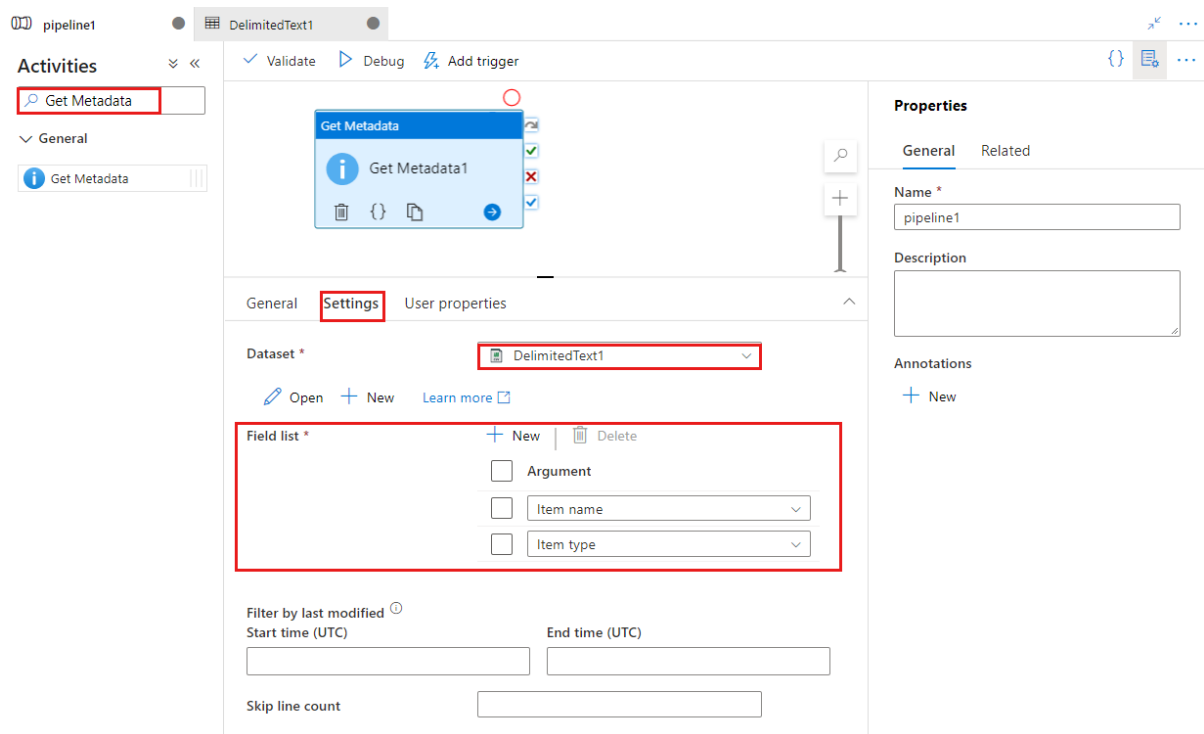 pipeline1
DelimitedText1
Activities
Get Metadata
General
Get Metadata
Validate Debug Add trigger
Get Metadata
Get Metadata1
General Settings User properties
Dataset *
DelimitedText1
Open New Learn more
Field list *
New Delete
Argument
Item name
Item type
Filter by last modified
Start time (UTC) End time (UTC)
Skip line count
Properties
General Related
Name *
pipeline1
Description
Annotations
New